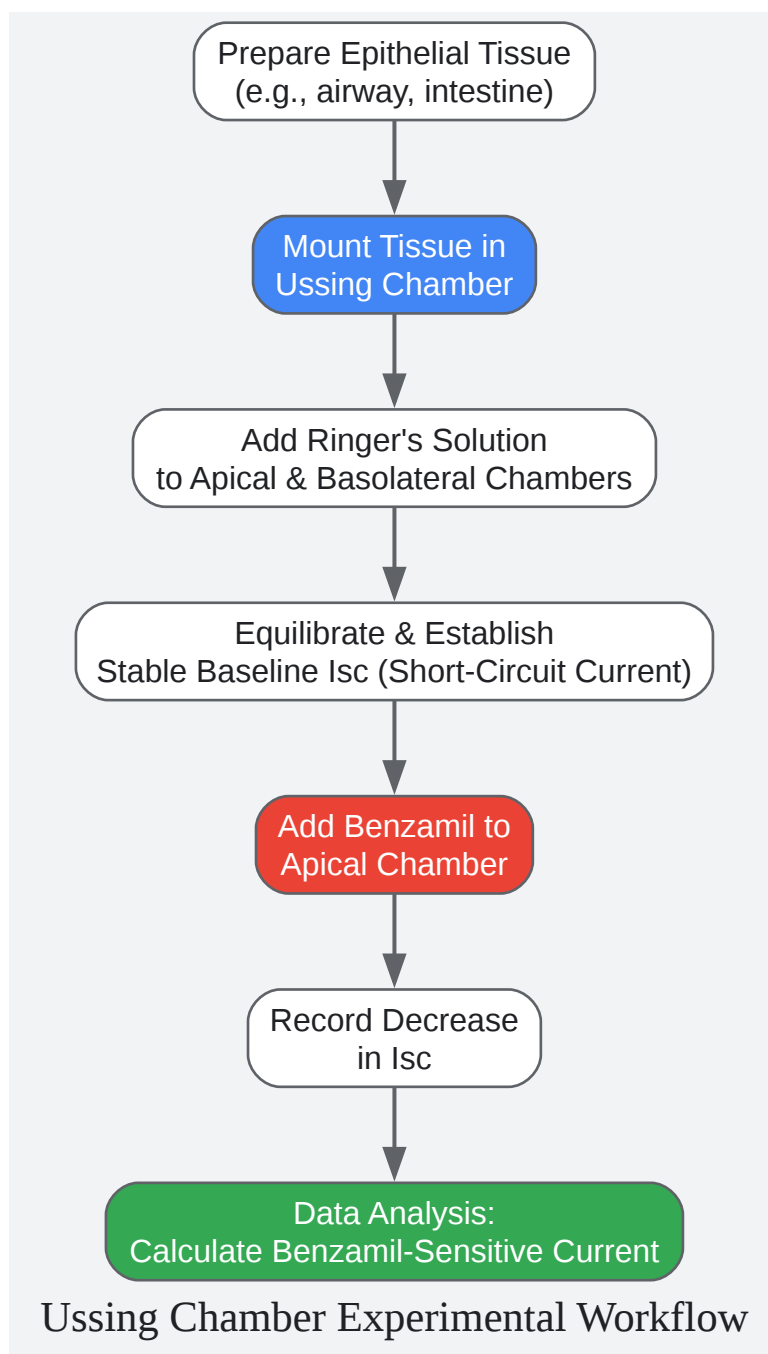 Prepare Epithelial Tissue
(e.g., airway, intestine)
Mount Tissue in
Ussing Chamber
Add Ringer's Solution
to Apical & Basolateral Chambers
Equilibrate & Establish
Stable Baseline Isc (Short-Circuit Current)
Add Benzamil to
Apical Chamber
Record Decrease
in Isc
Data Analysis:
Calculate Benzamil-Sensitive Current
Ussing Chamber Experimental Workflow